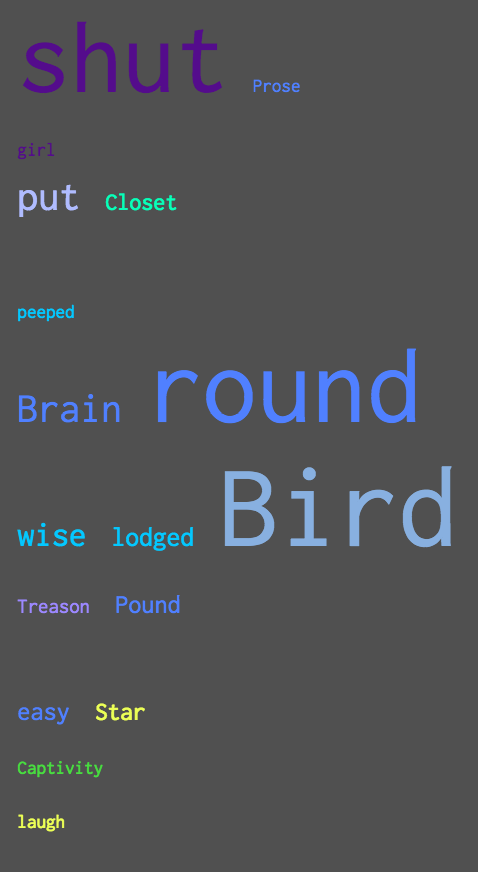 shut Prose
girl
put Closet
peeped
Brain round
wise lodged Bird
Treason Pound
easy Star
Captivity
laugh